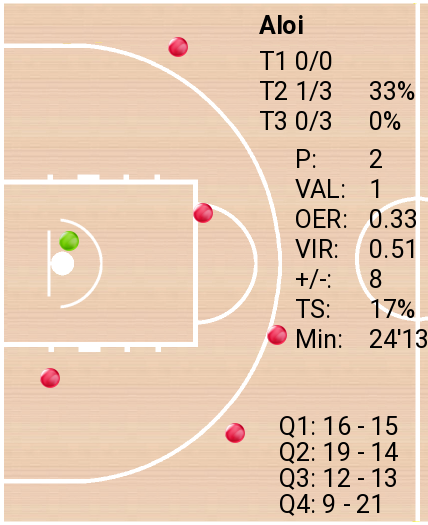 Aloi
T1 0/0
T2 1/3 33%
T3 0/3 0%
P: 2
VAL: 1
OER: 0.33
VIR: 0.51
+/-: 8
TS: 17%
Min: 24'13
Q1: 16 - 15
Q2: 19 - 14
Q3: 12 - 13
Q4: 9 - 21